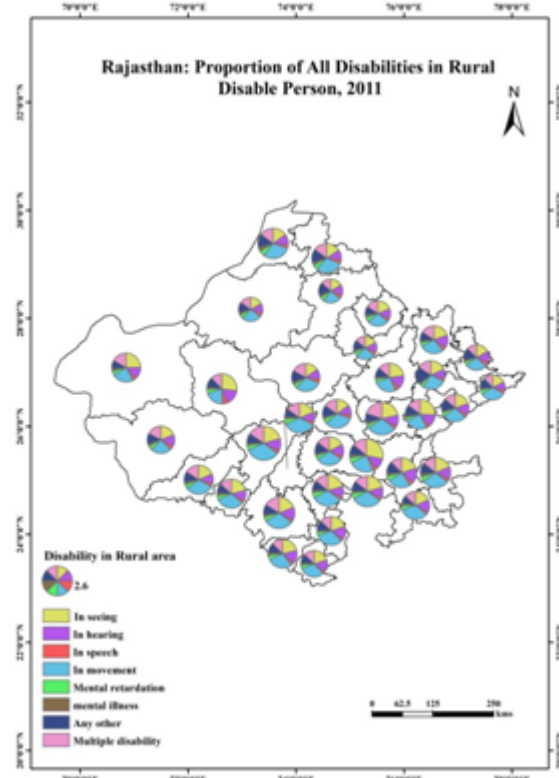 Rajasthan: Proportion of All Disabilities in Rural
Disable Person, 2011
N
Disability in Rural area
2.6
In seeing
In hearing
In speech
In movement
Mental retardation
mental illness
Any other
Multiple disability
0 62.5 125 250
kms